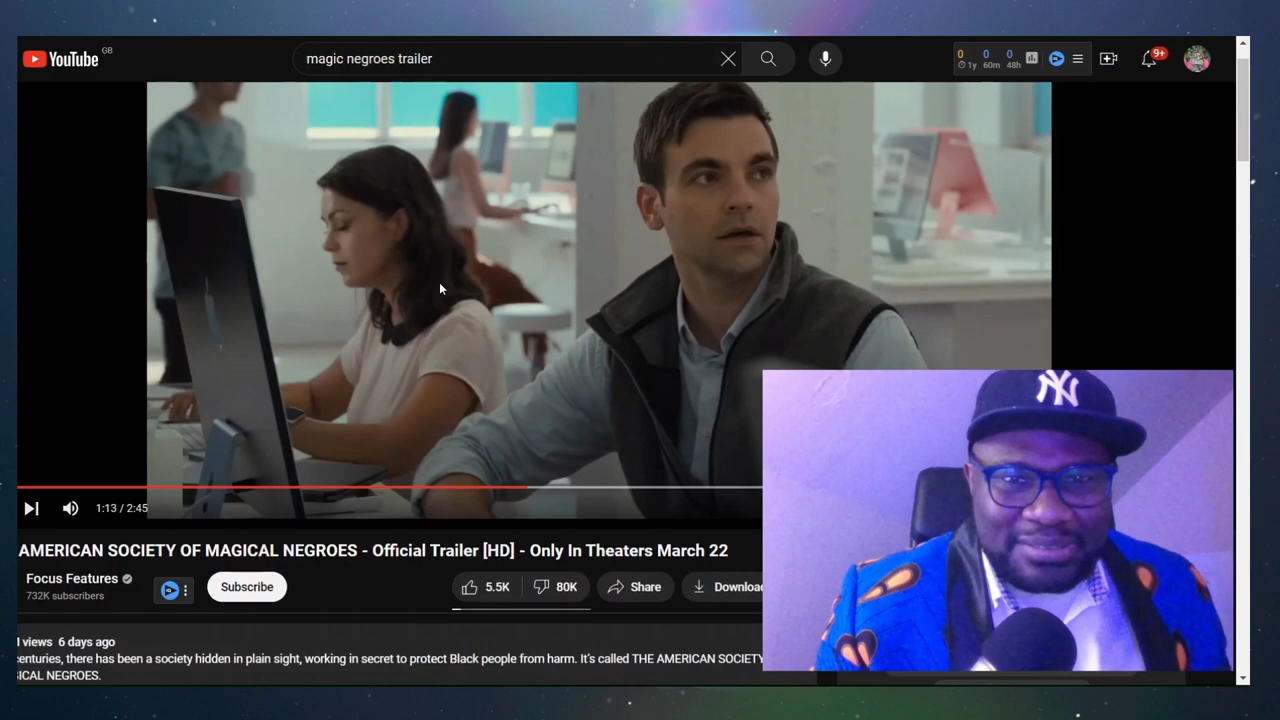 YouTube GB
magic negroes trailer
0 0 0
1y 60m 48h
9+
1:13 / 2:45
AMERICAN SOCIETY OF MAGICAL NEGROES - Official Trailer [HD] - Only In Theaters March 22
Focus Features
732K subscribers
Subscribe
5.5K
80K
Share
Downloa
views 6 days ago
centuries, there has been a society hidden in plain sight, working in secret to protect Black people from harm. It's called THE AMERICAN SOCIETY
ICAL NEGROES.
NY